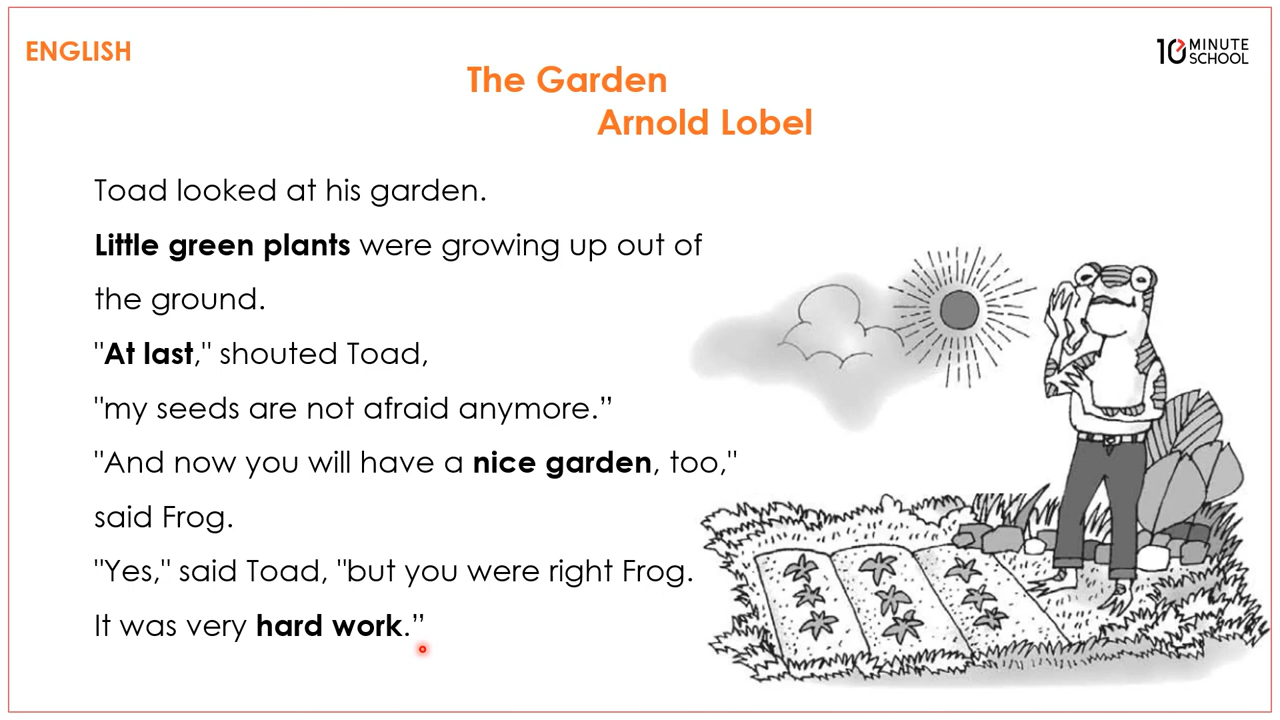 ENGLISH
10 MINUTE SCHOOL
The Garden
Arnold Lobel
Toad looked at his garden.
Little green plants were growing up out of
the ground.
"At last," shouted Toad,
"my seeds are not afraid anymore.”
"And now you will have a nice garden, too,"
said Frog.
"Yes," said Toad, "but you were right Frog.
It was very hard work.”